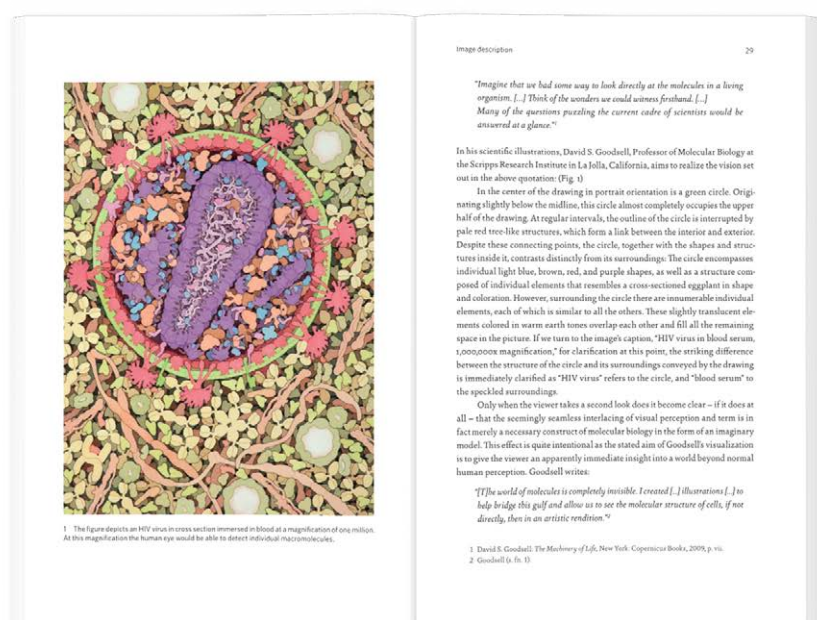 1 The figure depicts an HIV virus in cross section immersed in blood at a magnification of one million.
At this magnification the human eye would be able to detect individual macromolecules.
Image description 29
"Imagine that we had some way to look directly at the molecules in a living
organism. [...] Think of the wonders we could witness firsthand. [...]
Many of the questions puzzling the current cadre of scientists would be
answered at a glance."1
In his scientific illustrations, David S. Goodsell, Professor of Molecular Biology at
the Scripps Research Institute in La Jolla, California, aims to realize the vision set
out in the above quotation: (Fig. 1)
In the center of the drawing in portrait orientation is a green circle. Origi-
nating slightly below the midline, this circle almost completely occupies the upper
half of the drawing. At regular intervals, the outline of the circle is interrupted by
pale red tree-like structures, which form a link between the interior and exterior.
Despite these connecting points, the circle, together with the shapes and struc-
tures inside it, contrasts distinctly from its surroundings: The circle encompasses
individual light blue, brown, red, and purple shapes, as well as a structure com-
posed of individual elements that resembles a cross-sectioned eggplant in shape
and coloration. However, surrounding the circle there are innumerable individual
elements, each of which is similar to all the others. These slightly translucent ele-
ments colored in warm earth tones overlap each other and fill all the remaining
space in the picture. If we turn to the image's caption, "HIV virus in blood serum,
1,000,000x magnification," for clarification at this point, the striking difference
between the structure of the circle and its surroundings conveyed by the drawing
is immediately clarified as "HIV virus" refers to the circle, and "blood serum" to
the speckled surroundings.
Only when the viewer takes a second look does it become clear – if it does at
all – that the seemingly seamless interlacing of visual perception and term is in
fact merely a necessary construct of molecular biology in the form of an imaginary
model. This effect is quite intentional as the stated aim of Goodsell's visualization
is to give the viewer an apparently immediate insight into a world beyond normal
human perception. Goodsell writes:
"[T]he world of molecules is completely invisible. I created [...] illustrations [...] to
help bridge this gulf and allow us to see the molecular structure of cells, if not
directly, then in an artistic rendition."2
1 David S. Goodsell: The Machinery of Life, New York: Copernicus Books, 2009, p. vii.
2 Goodsell (s. fn. 1)